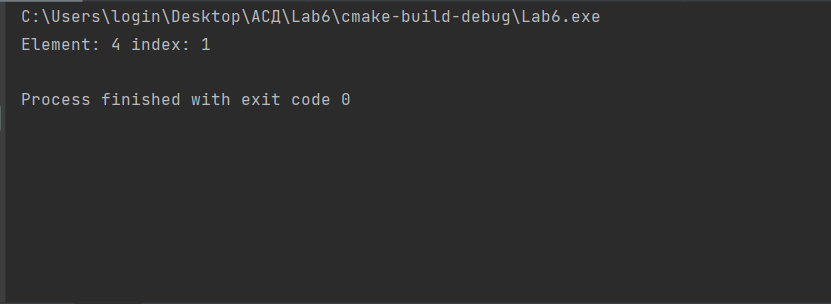 C:\Users\login\Desktop\АСД\Lab6\cmake-build-debug\Lab6.exe
Element: 4 index: 1
Process finished with exit code 0